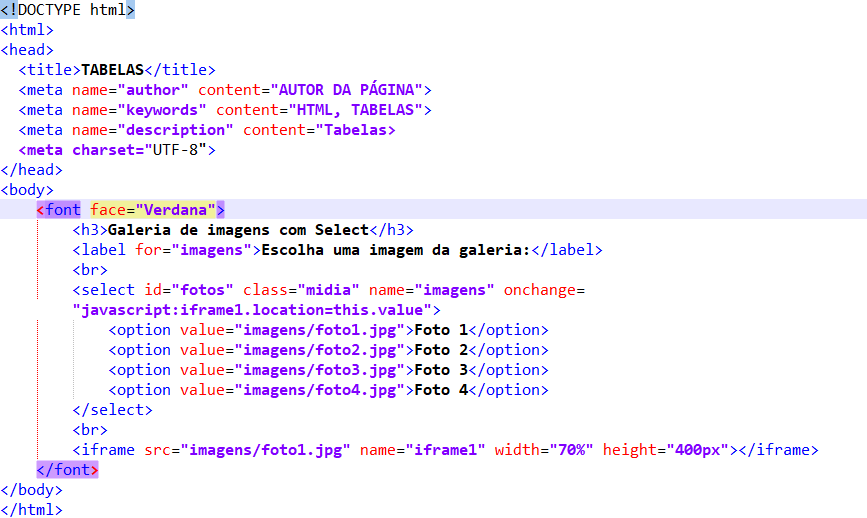 <!DOCTYPE html>
<html>
<head>
  <title>TABELAS</title>
  <meta name="author" content="AUTOR DA PÁGINA">
  <meta name="keywords" content="HTML, TABELAS">
  <meta name="description" content="Tabelas>
  <meta charset="UTF-8">
</head>
<body>
    <font face="Verdana">
        <h3>Galeria de imagens com Select</h3>
        <label for="imagens">Escolha uma imagem da galeria:</label>
        <br>
        <select id="fotos" class="midia" name="imagens" onchange=
        "javascript:iframe1.location=this.value">
            <option value="imagens/foto1.jpg">Foto 1</option>
            <option value="imagens/foto2.jpg">Foto 2</option>
            <option value="imagens/foto3.jpg">Foto 3</option>
            <option value="imagens/foto4.jpg">Foto 4</option>
        </select>
        <br>
        <iframe src="imagens/foto1.jpg" name="iframe1" width="70%" height="400px"></iframe>
    </font>
</body>
</html>